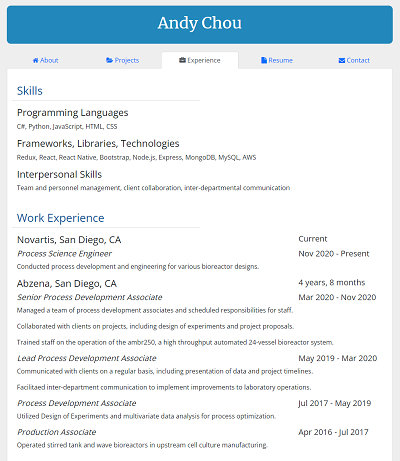 Andy Chou
About
Projects
Experience
Resume
Contact
Skills
Programming Languages
C#, Python, JavaScript, HTML, CSS
Frameworks, Libraries, Technologies
Redux, React, React Native, Bootstrap, Node.js, Express, MongoDB, MySQL, AWS
Interpersonal Skills
Team and personnel management, client collaboration, inter-departmental communication
Work Experience
Novartis, San Diego, CA Current
Process Science Engineer Nov 2020 - Present
Conducted process development and engineering for various bioreactor designs.
Abzena, San Diego, CA 4 years, 8 months
Senior Process Development Associate Mar 2020 - Nov 2020
Managed a team of process development associates and scheduled responsibilities for staff.
Collaborated with clients on projects, including design of experiments and project proposals.
Trained staff on the operation of the ambr250, a high throughput automated 24-vessel bioreactor system.
Lead Process Development Associate May 2019 - Mar 2020
Communicated with clients on a regular basis, including presentation of data and project timelines.
Facilitaed inter-department communication to implement improvements to laboratory operations.
Process Development Associate Jul 2017 - May 2019
Utilized Design of Experiments and multivariate data analysis for process optimization.
Production Associate Apr 2016 - Jul 2017
Operated stirred tank and wave bioreactors in upstream cell culture manufacturing.